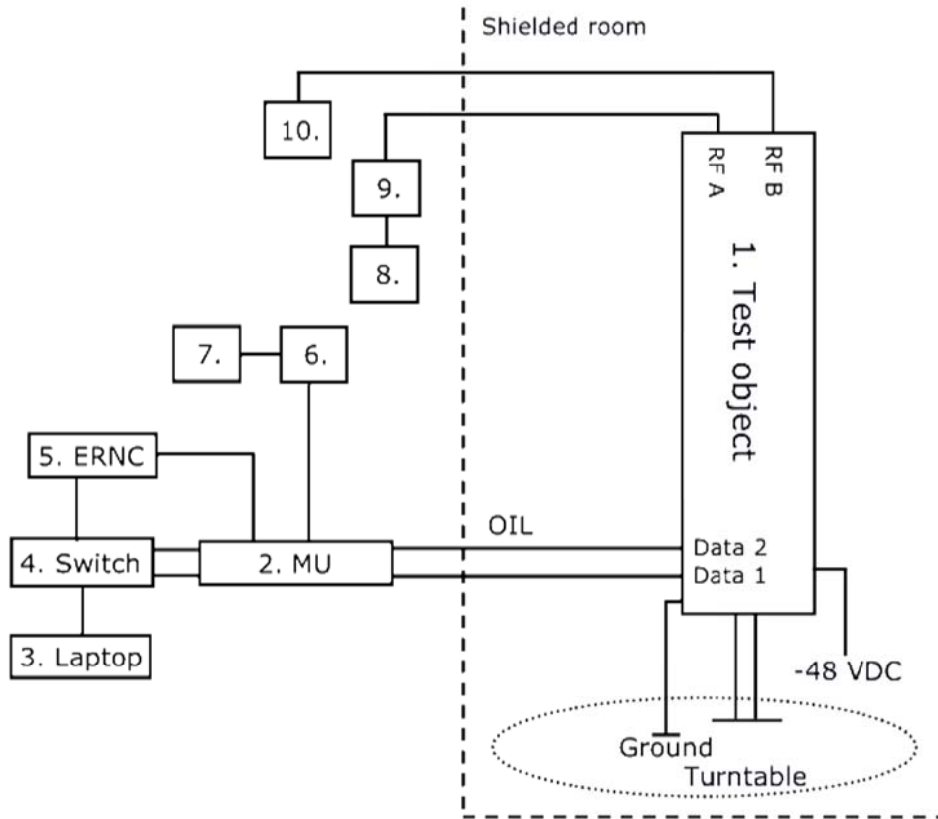 Shielded room
10.
9.
8.
RF A
RF B
1. Test object
7.
6.
5. ERNC
OIL
4. Switch
2. MU
Data 2
Data 1
3. Laptop
-48 VDC
Ground
Turntable